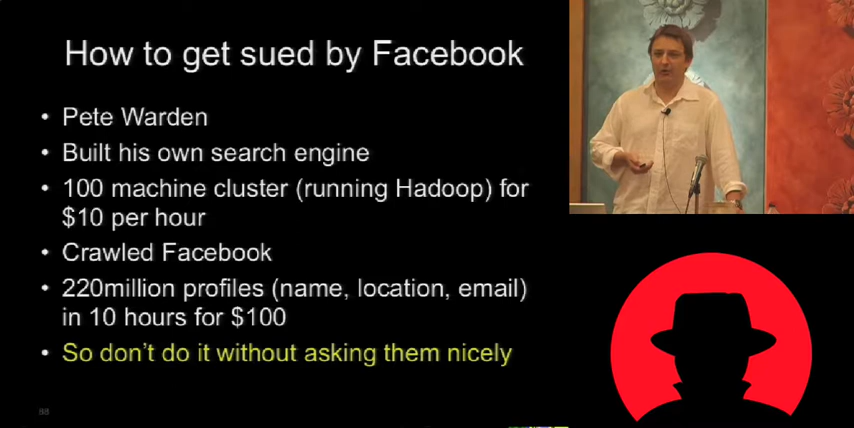 How to get sued by Facebook
• Pete Warden
• Built his own search engine
• 100 machine cluster (running Hadoop) for
$10 per hour
• Crawled Facebook
• 220million profiles (name, location, email)
in 10 hours for $100
• So don't do it without asking them nicely
88